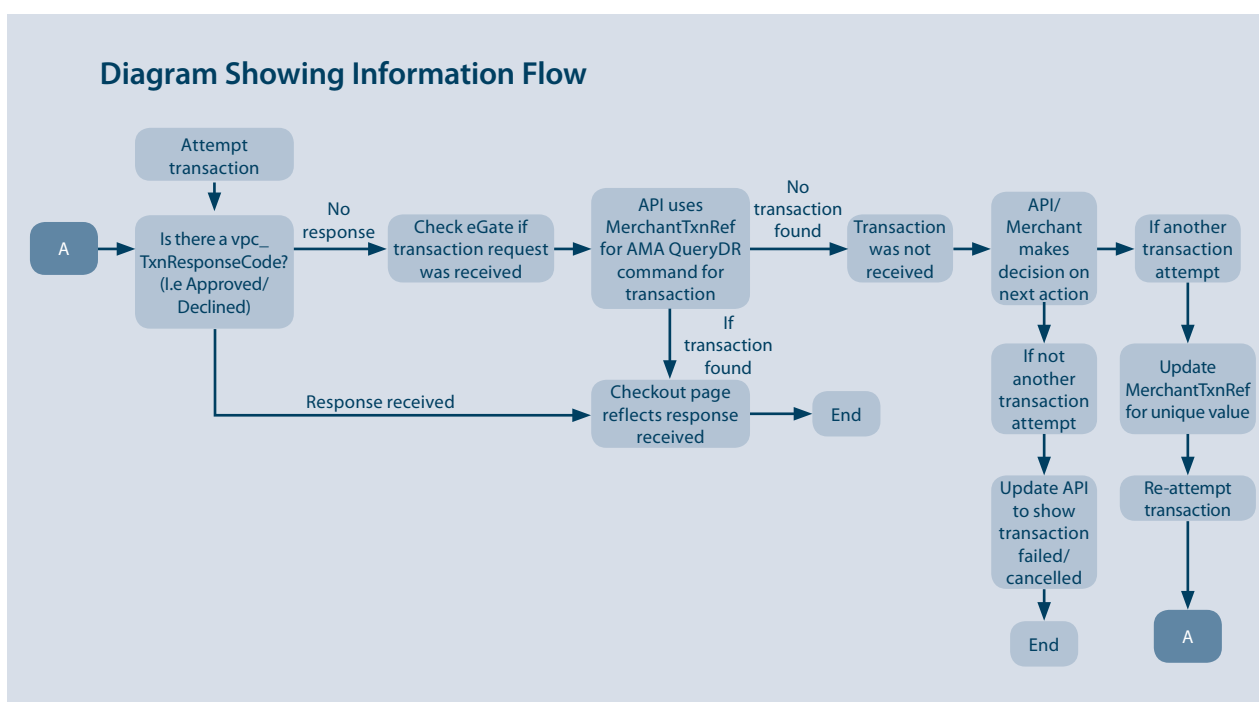 Diagram Showing Information Flow
Attempt
transaction
A
Is there a vpc_
TxnResponseCode?
(I.e Approved/
Declined)
No
response
Check eGate if
transaction request
was received
API uses
MerchantTxnRef
for AMA QueryDR
command for
transaction
No
transaction
found
Transaction
was not
received
API/
Merchant
makes
decision on
next action
If another
transaction
attempt
If
transaction
found
Response received
Checkout page
reflects response
received
End
If not
another
transaction
attempt
Update
MerchantTxnRef
for unique value
Update API
to show
transaction
failed/
cancelled
Re-attempt
transaction
End
A